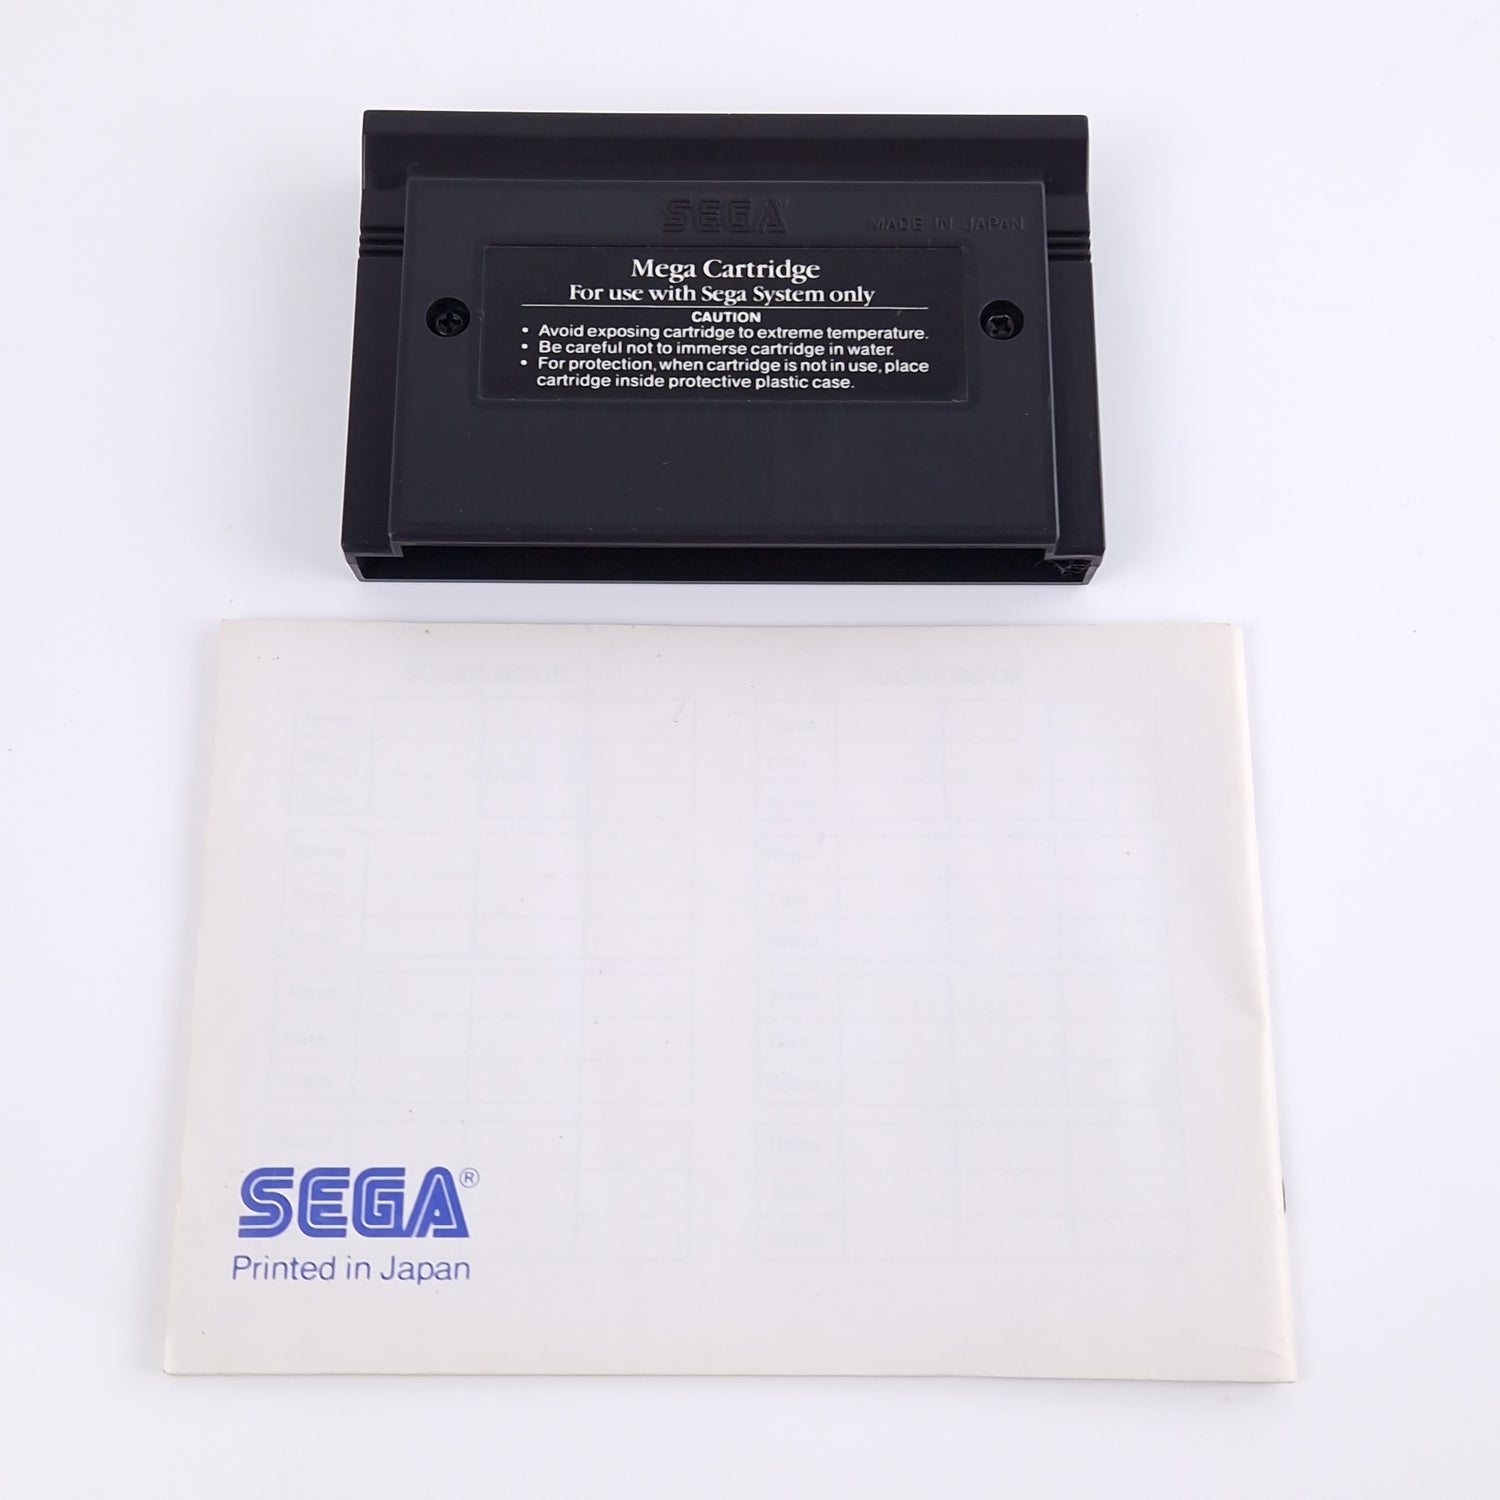 SEGA
MADE IN JAPAN
Mega Cartridge
For use with Sega System only
CAUTION
• Avoid exposing cartridge to extreme temperature.
• Be careful not to immerse cartridge in water.
• For protection, when cartridge is not in use, place
cartridge inside protective plastic case.
SCOREBOOK SCOREBOOK
SEGA®
Printed in Japan